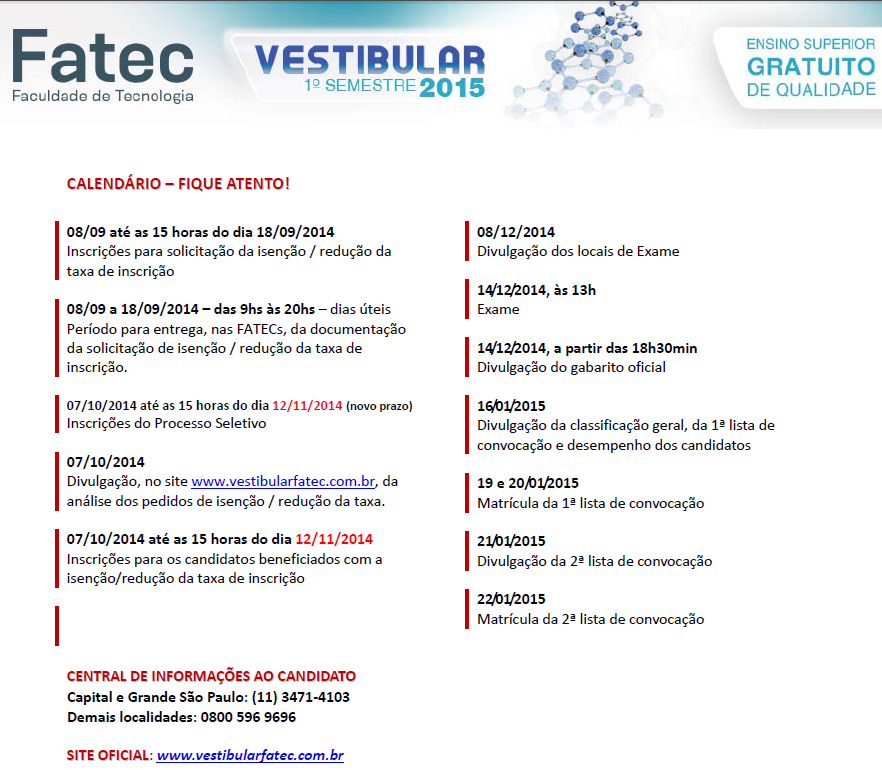 Fatec
Faculdade de Tecnologia
VESTIBULAR
1º SEMESTRE 2015
ENSINO SUPERIOR
GRATUITO
DE QUALIDADE
CALENDÁRIO – FIQUE ATENTO!
08/09 até as 15 horas do dia 18/09/2014
Inscrições para solicitação da isenção / redução da
taxa de inscrição
08/09 a 18/09/2014 – das 9hs às 20hs – dias úteis
Período para entrega, nas FATECs, da documentação
da solicitação de isenção / redução da taxa de
inscrição.
07/10/2014 até as 15 horas do dia 12/11/2014 (novo prazo)
Inscrições do Processo Seletivo
07/10/2014
Divulgação, no site www.vestibularfatec.com.br, da
análise dos pedidos de isenção / redução da taxa.
07/10/2014 até as 15 horas do dia 12/11/2014
Inscrições para os candidatos beneficiados com a
isenção/redução da taxa de inscrição
08/12/2014
Divulgação dos locais de Exame
14/12/2014, às 13h
Exame
14/12/2014, a partir das 18h30min
Divulgação do gabarito oficial
16/01/2015
Divulgação da classificação geral, da 1ª lista de
convocação e desempenho dos candidatos
19 e 20/01/2015
Matrícula da 1ª lista de convocação
21/01/2015
Divulgação da 2ª lista de convocação
22/01/2015
Matrícula da 2ª lista de convocação
CENTRAL DE INFORMAÇÕES AO CANDIDATO
Capital e Grande São Paulo: (11) 3471-4103
Demais localidades: 0800 596 9696
SITE OFICIAL: www.vestibularfatec.com.br